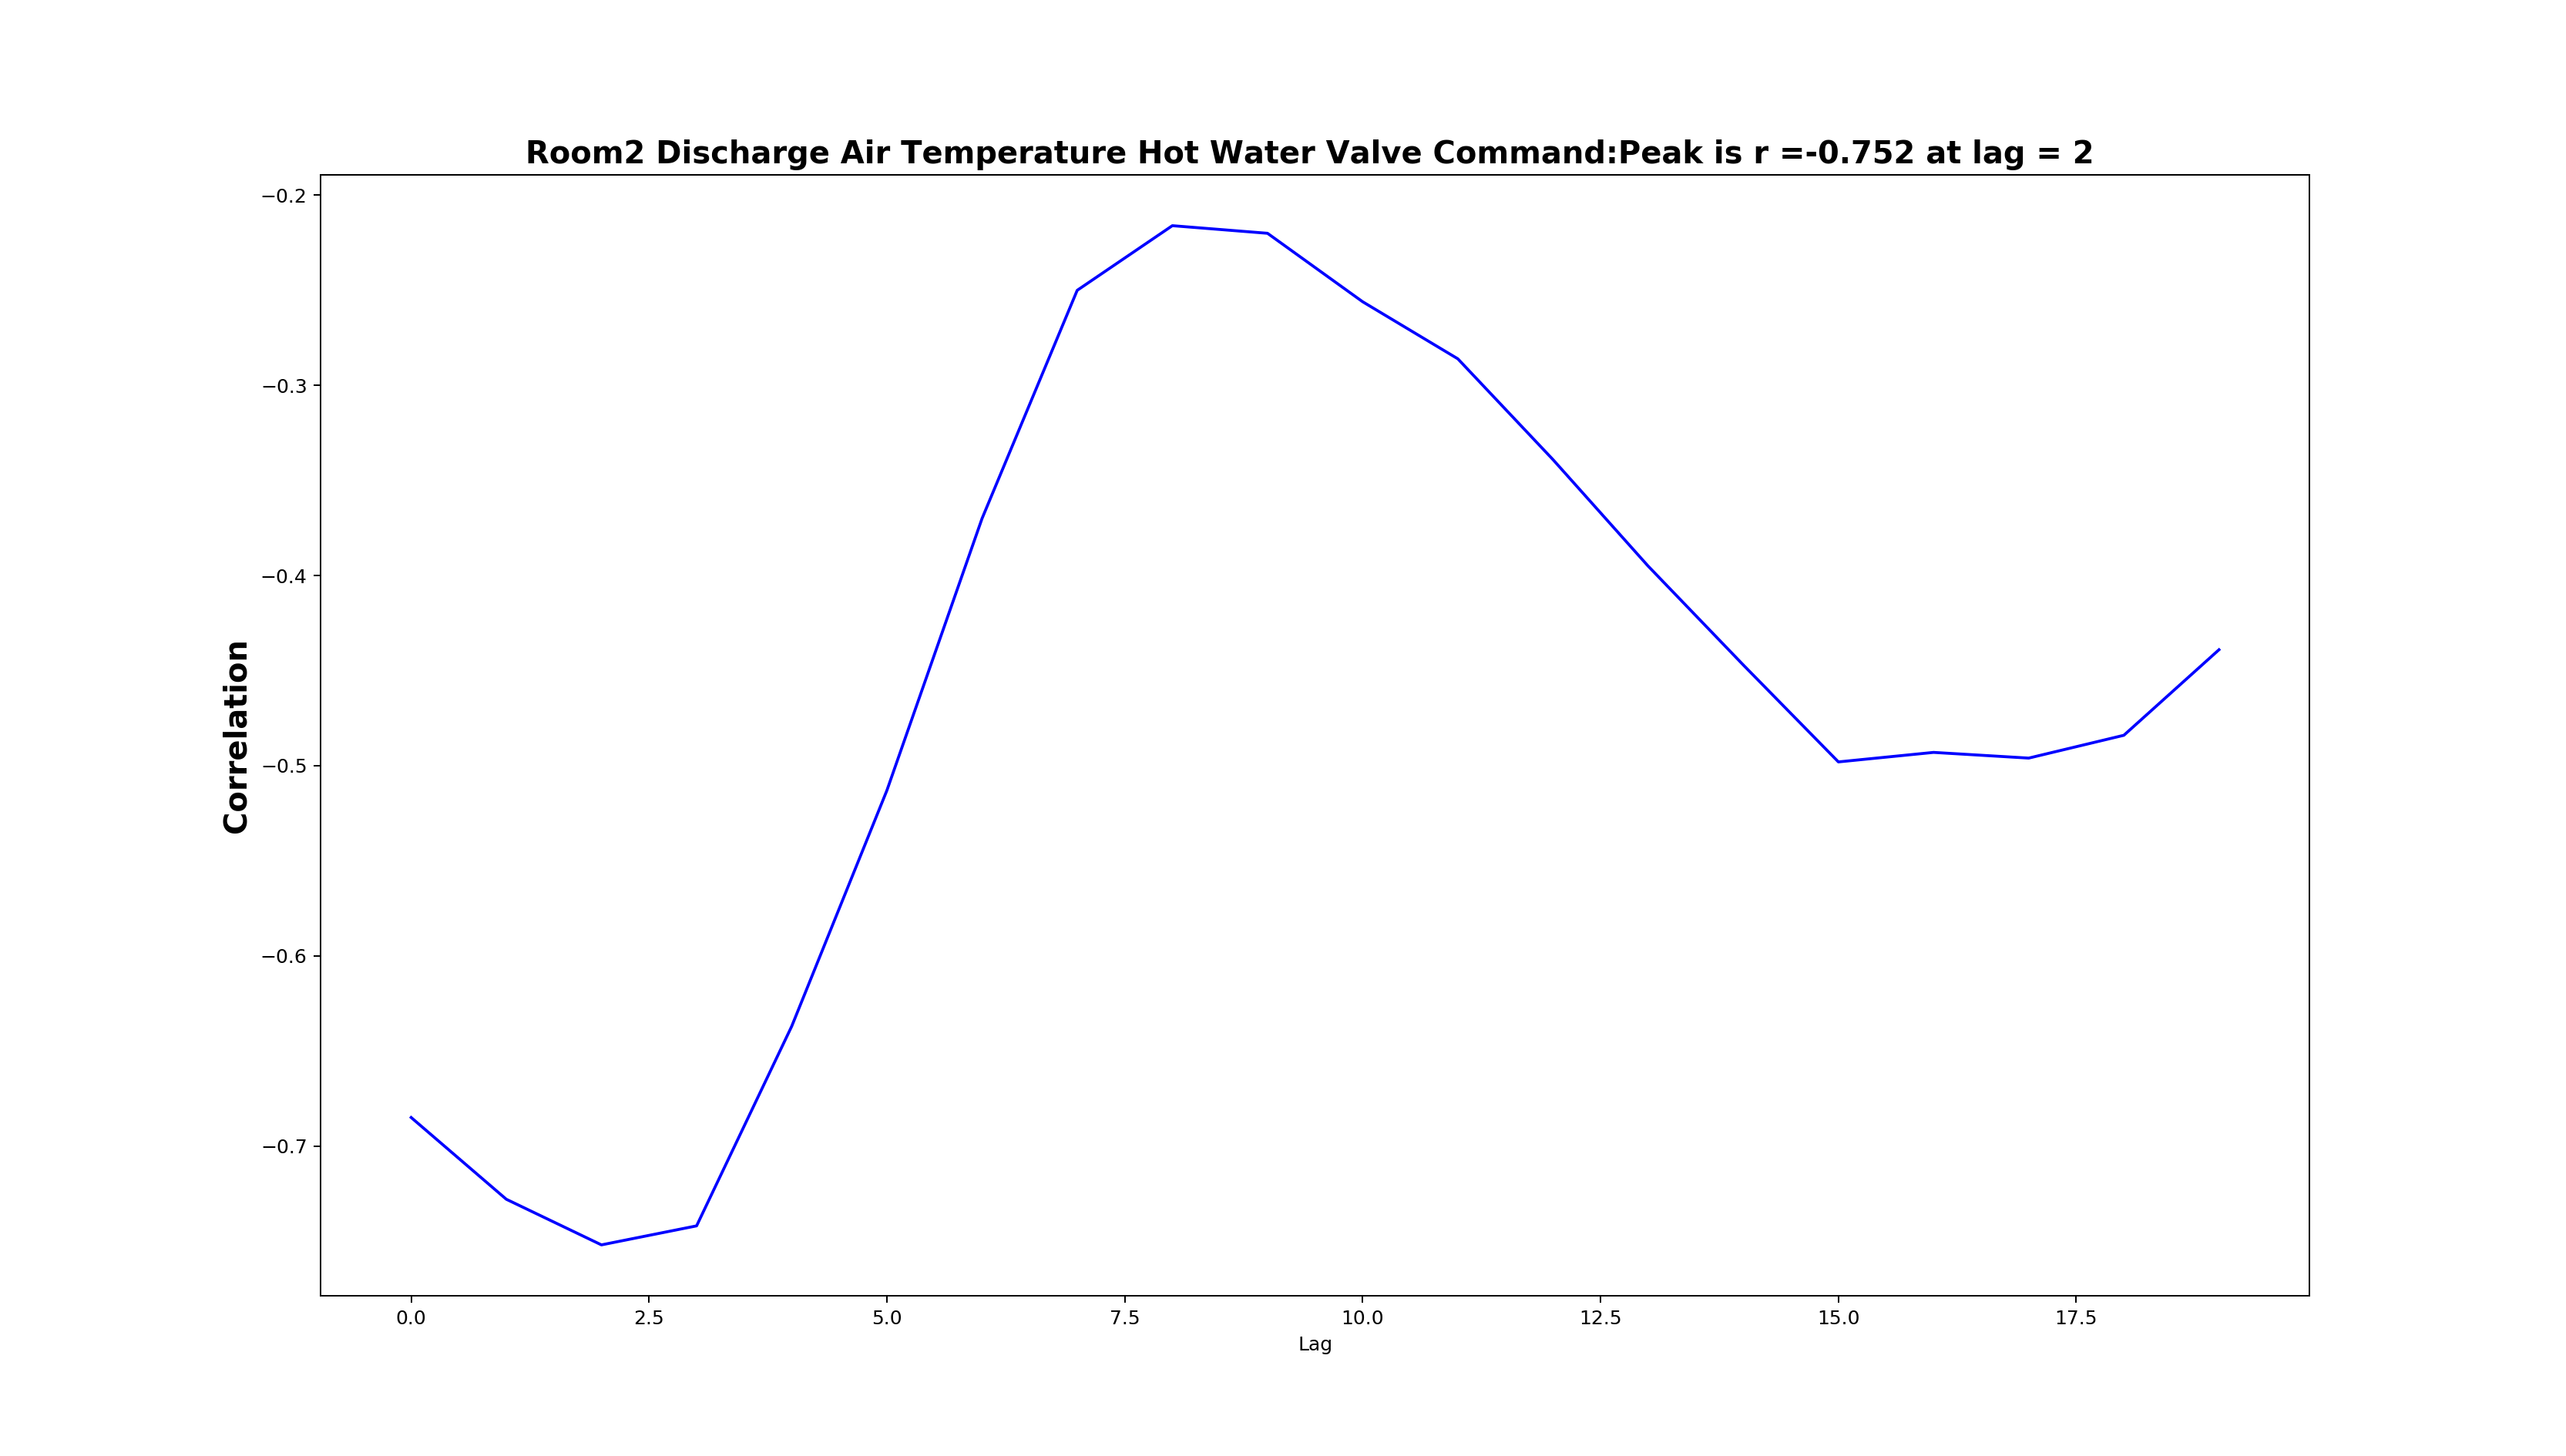 Room2 Discharge Air Temperature Hot Water Valve Command:Peak is r =-0.752 at lag = 2
−0.2
−0.3
−0.4
−0.5
−0.6
−0.7
Correlation
0.0 2.5 5.0 7.5 10.0 12.5 15.0 17.5
Lag